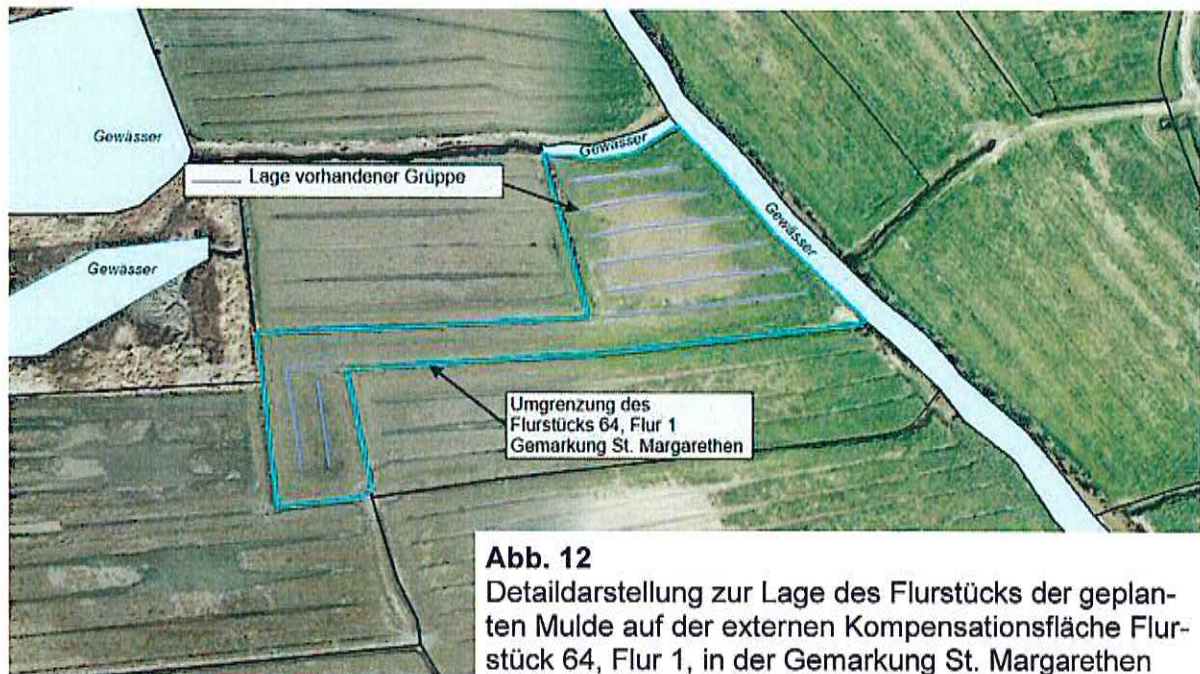 Gewässer
Gewässer
Lage vorhandener Grüppe
Gewässer
Gewässer
Umgrenzung des
Flurstücks 64, Flur 1
Gemarkung St. Margarethen
Abb. 12
Detaildarstellung zur Lage des Flurstücks der geplan-
ten Mulde auf der externen Kompensationsfläche Flur-
stück 64, Flur 1, in der Gemarkung St. Margarethen